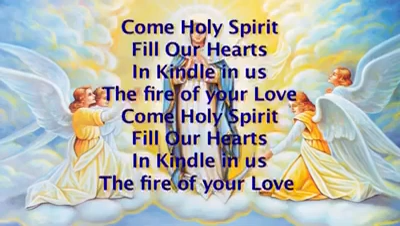 Come Holy Spirit
Fill Our Hearts
In Kindle in us
The fire of your Love
Come Holy Spirit
Fill Our Hearts
In Kindle in us
The fire of your Love